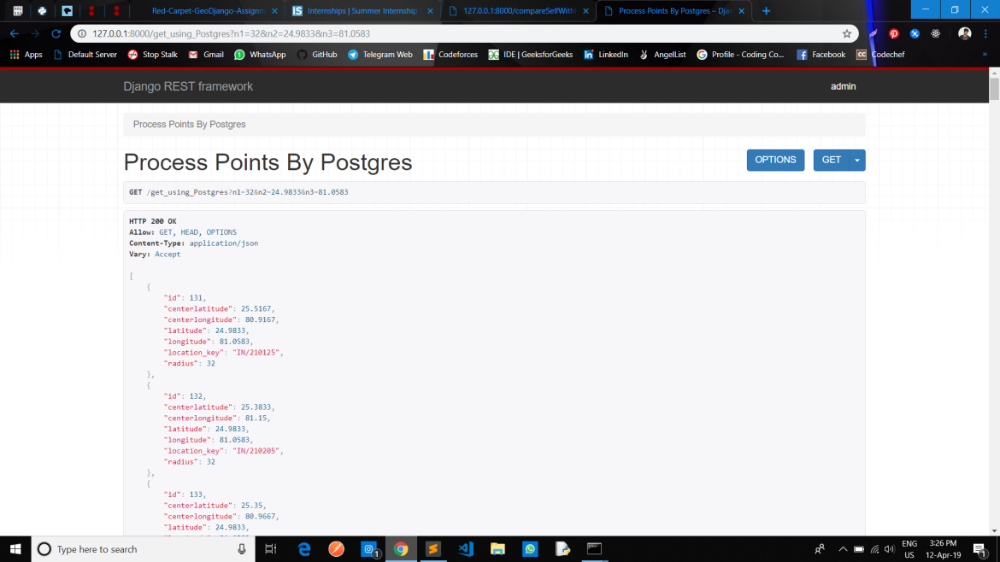 Red-Carpet-GeoDjango-Assignm
Internships | Summer Internship
127.0.0.1:8000/compareSelfWith
Process Points By Postgres – Djan
127.0.0.1:8000/get_using_Postgres?n1=32&n2=24.9833&n3=81.0583
Apps
Default Server
Stop Stalk
Gmail
WhatsApp
GitHub
Telegram Web
Codeforces
IDE | GeeksforGeeks
LinkedIn
AngelList
Profile - Coding Co...
Facebook
Codechef
Django REST framework
admin
Process Points By Postgres
Process Points By Postgres
OPTIONS
GET
GET /get_using_Postgres?n1=32&n2=24.9833&n3=81.0583
HTTP 200 OK
Allow: GET, HEAD, OPTIONS
Content-Type: application/json
Vary: Accept
[
{
"id": 131,
"centerlatitude": 25.5167,
"centerlongitude": 80.9167,
"latitude": 24.9833,
"longitude": 81.0583,
"location_key": "IN/210125",
"radius": 32
},
{
"id": 132,
"centerlatitude": 25.3833,
"centerlongitude": 81.15,
"latitude": 24.9833,
"longitude": 81.0583,
"location_key": "IN/210205",
"radius": 32
},
{
"id": 133,
"centerlatitude": 25.35,
"centerlongitude": 80.9667,
"latitude": 24.9833,
Type here to search
ENG
US
3:26 PM
12-Apr-19